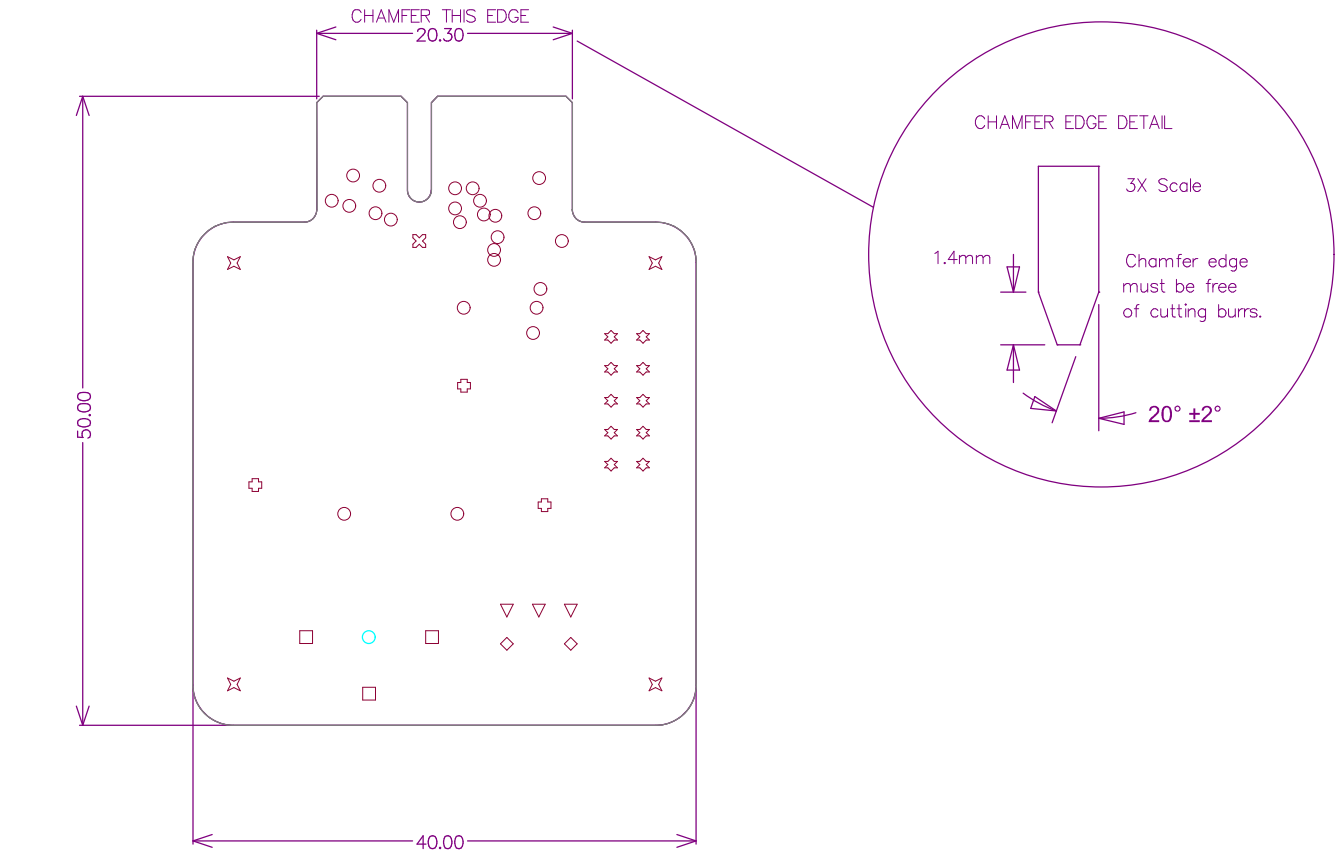 CHAMFER THIS EDGE
20.30
CHAMFER EDGE DETAIL
3X Scale
1.4mm
Chamfer edge
must be free
of cutting burrs.
20° ±2°
50.00
40.00